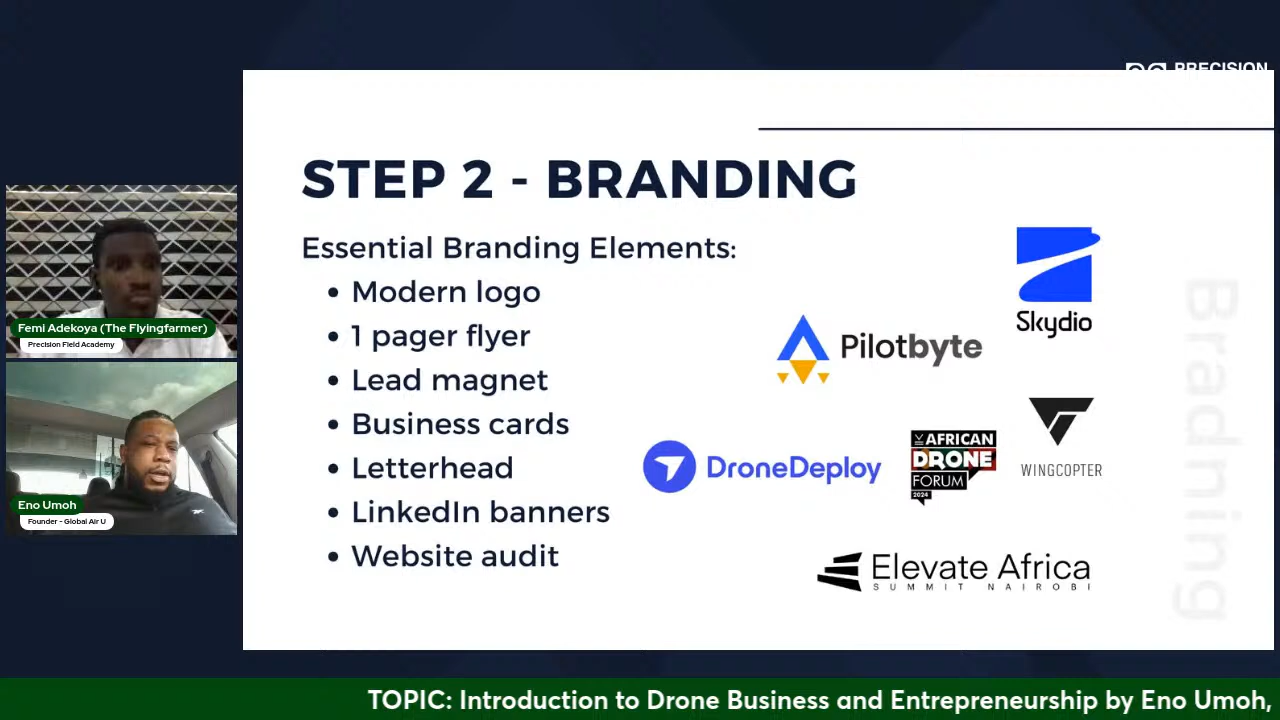 PRECISION
STEP 2 - BRANDING
Essential Branding Elements:
• Modern logo
• 1 pager flyer
• Lead magnet
• Business cards
• Letterhead
• LinkedIn banners
• Website audit
Skydio
Pilotbyte
DroneDeploy
AFRICAN
DRONE
FORUM
2024
WINGCOPTER
Elevate Africa
SUMMIT NAIROBI
Bradning
Femi Adekoya (The Flyingfarmer)
Precision Field Academy
Eno Umoh
Founder - Global Air U
TOPIC: Introduction to Drone Business and Entrepreneurship by Eno Umoh,